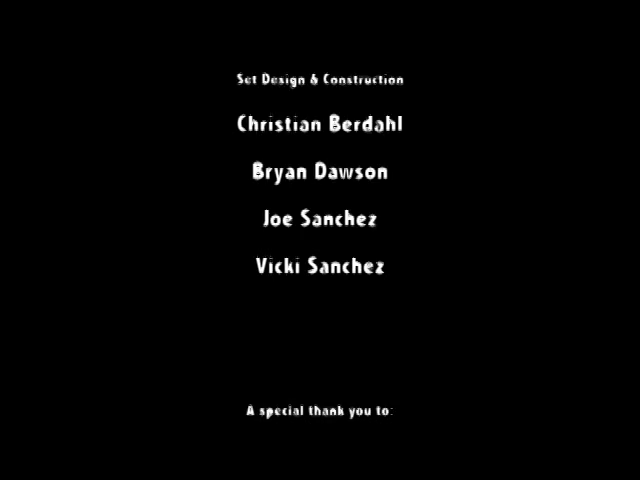 Set Design & Construction
Christian Berdahl
Bryan Dawson
Joe Sanchez
Vicki Sanchez
A special thank you to: